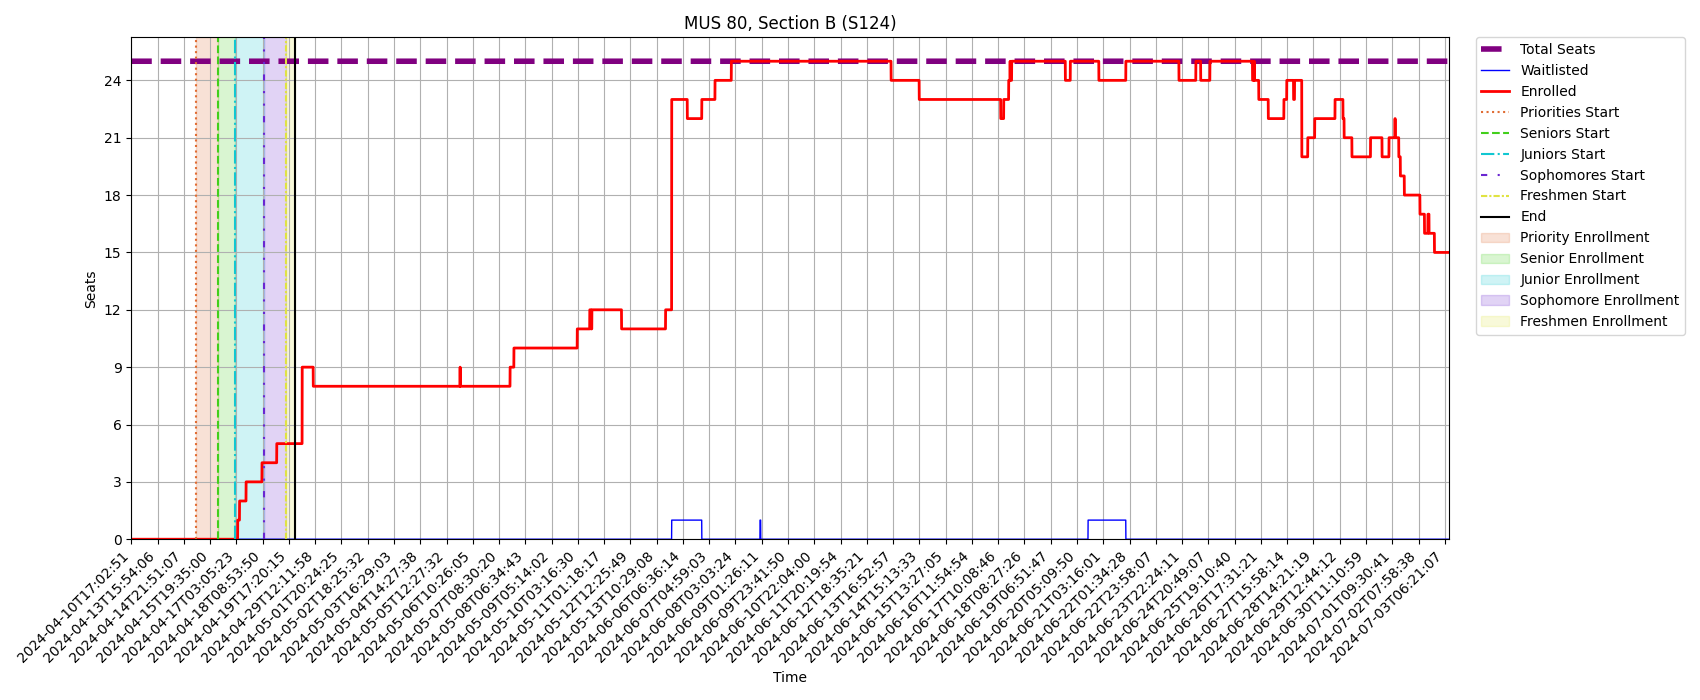 MUS 80, Section B (S124)
Total Seats
Waitlisted
Enrolled
Priorities Start
Seniors Start
Juniors Start
Sophomores Start
Freshmen Start
End
Priority Enrollment
Senior Enrollment
Junior Enrollment
Sophomore Enrollment
Freshmen Enrollment
Seats
24
21
18
15
12
9
6
3
0
2024-04-10T17:02:51
2024-04-13T15:54:06
2024-04-14T21:51:07
2024-04-15T19:35:00
2024-04-17T03:05:23
2024-04-18T08:53:50
2024-04-19T17:20:15
2024-04-29T12:11:58
2024-05-01T20:24:25
2024-05-02T18:25:32
2024-05-03T16:29:03
2024-05-04T14:27:38
2024-05-05T12:27:32
2024-05-06T10:26:05
2024-05-07T08:30:20
2024-05-08T06:34:43
2024-05-09T05:14:02
2024-05-10T03:16:30
2024-05-11T01:18:17
2024-05-12T12:25:49
2024-05-13T10:29:08
2024-06-06T06:36:14
2024-06-07T04:59:03
2024-06-08T03:03:24
2024-06-09T01:26:11
2024-06-09T23:41:50
2024-06-10T22:04:00
2024-06-11T20:19:54
2024-06-12T18:35:21
2024-06-13T16:52:57
2024-06-14T15:13:33
2024-06-15T13:27:05
2024-06-16T11:54:54
2024-06-17T10:08:46
2024-06-18T08:27:26
2024-06-19T06:51:47
2024-06-20T05:09:50
2024-06-21T03:16:01
2024-06-22T01:34:28
2024-06-22T23:58:07
2024-06-23T22:24:11
2024-06-24T20:49:07
2024-06-25T19:10:40
2024-06-26T17:31:21
2024-06-27T15:58:14
2024-06-28T14:21:19
2024-06-29T12:44:12
2024-06-30T11:10:59
2024-07-01T09:30:41
2024-07-02T07:58:38
2024-07-03T06:21:07
Time